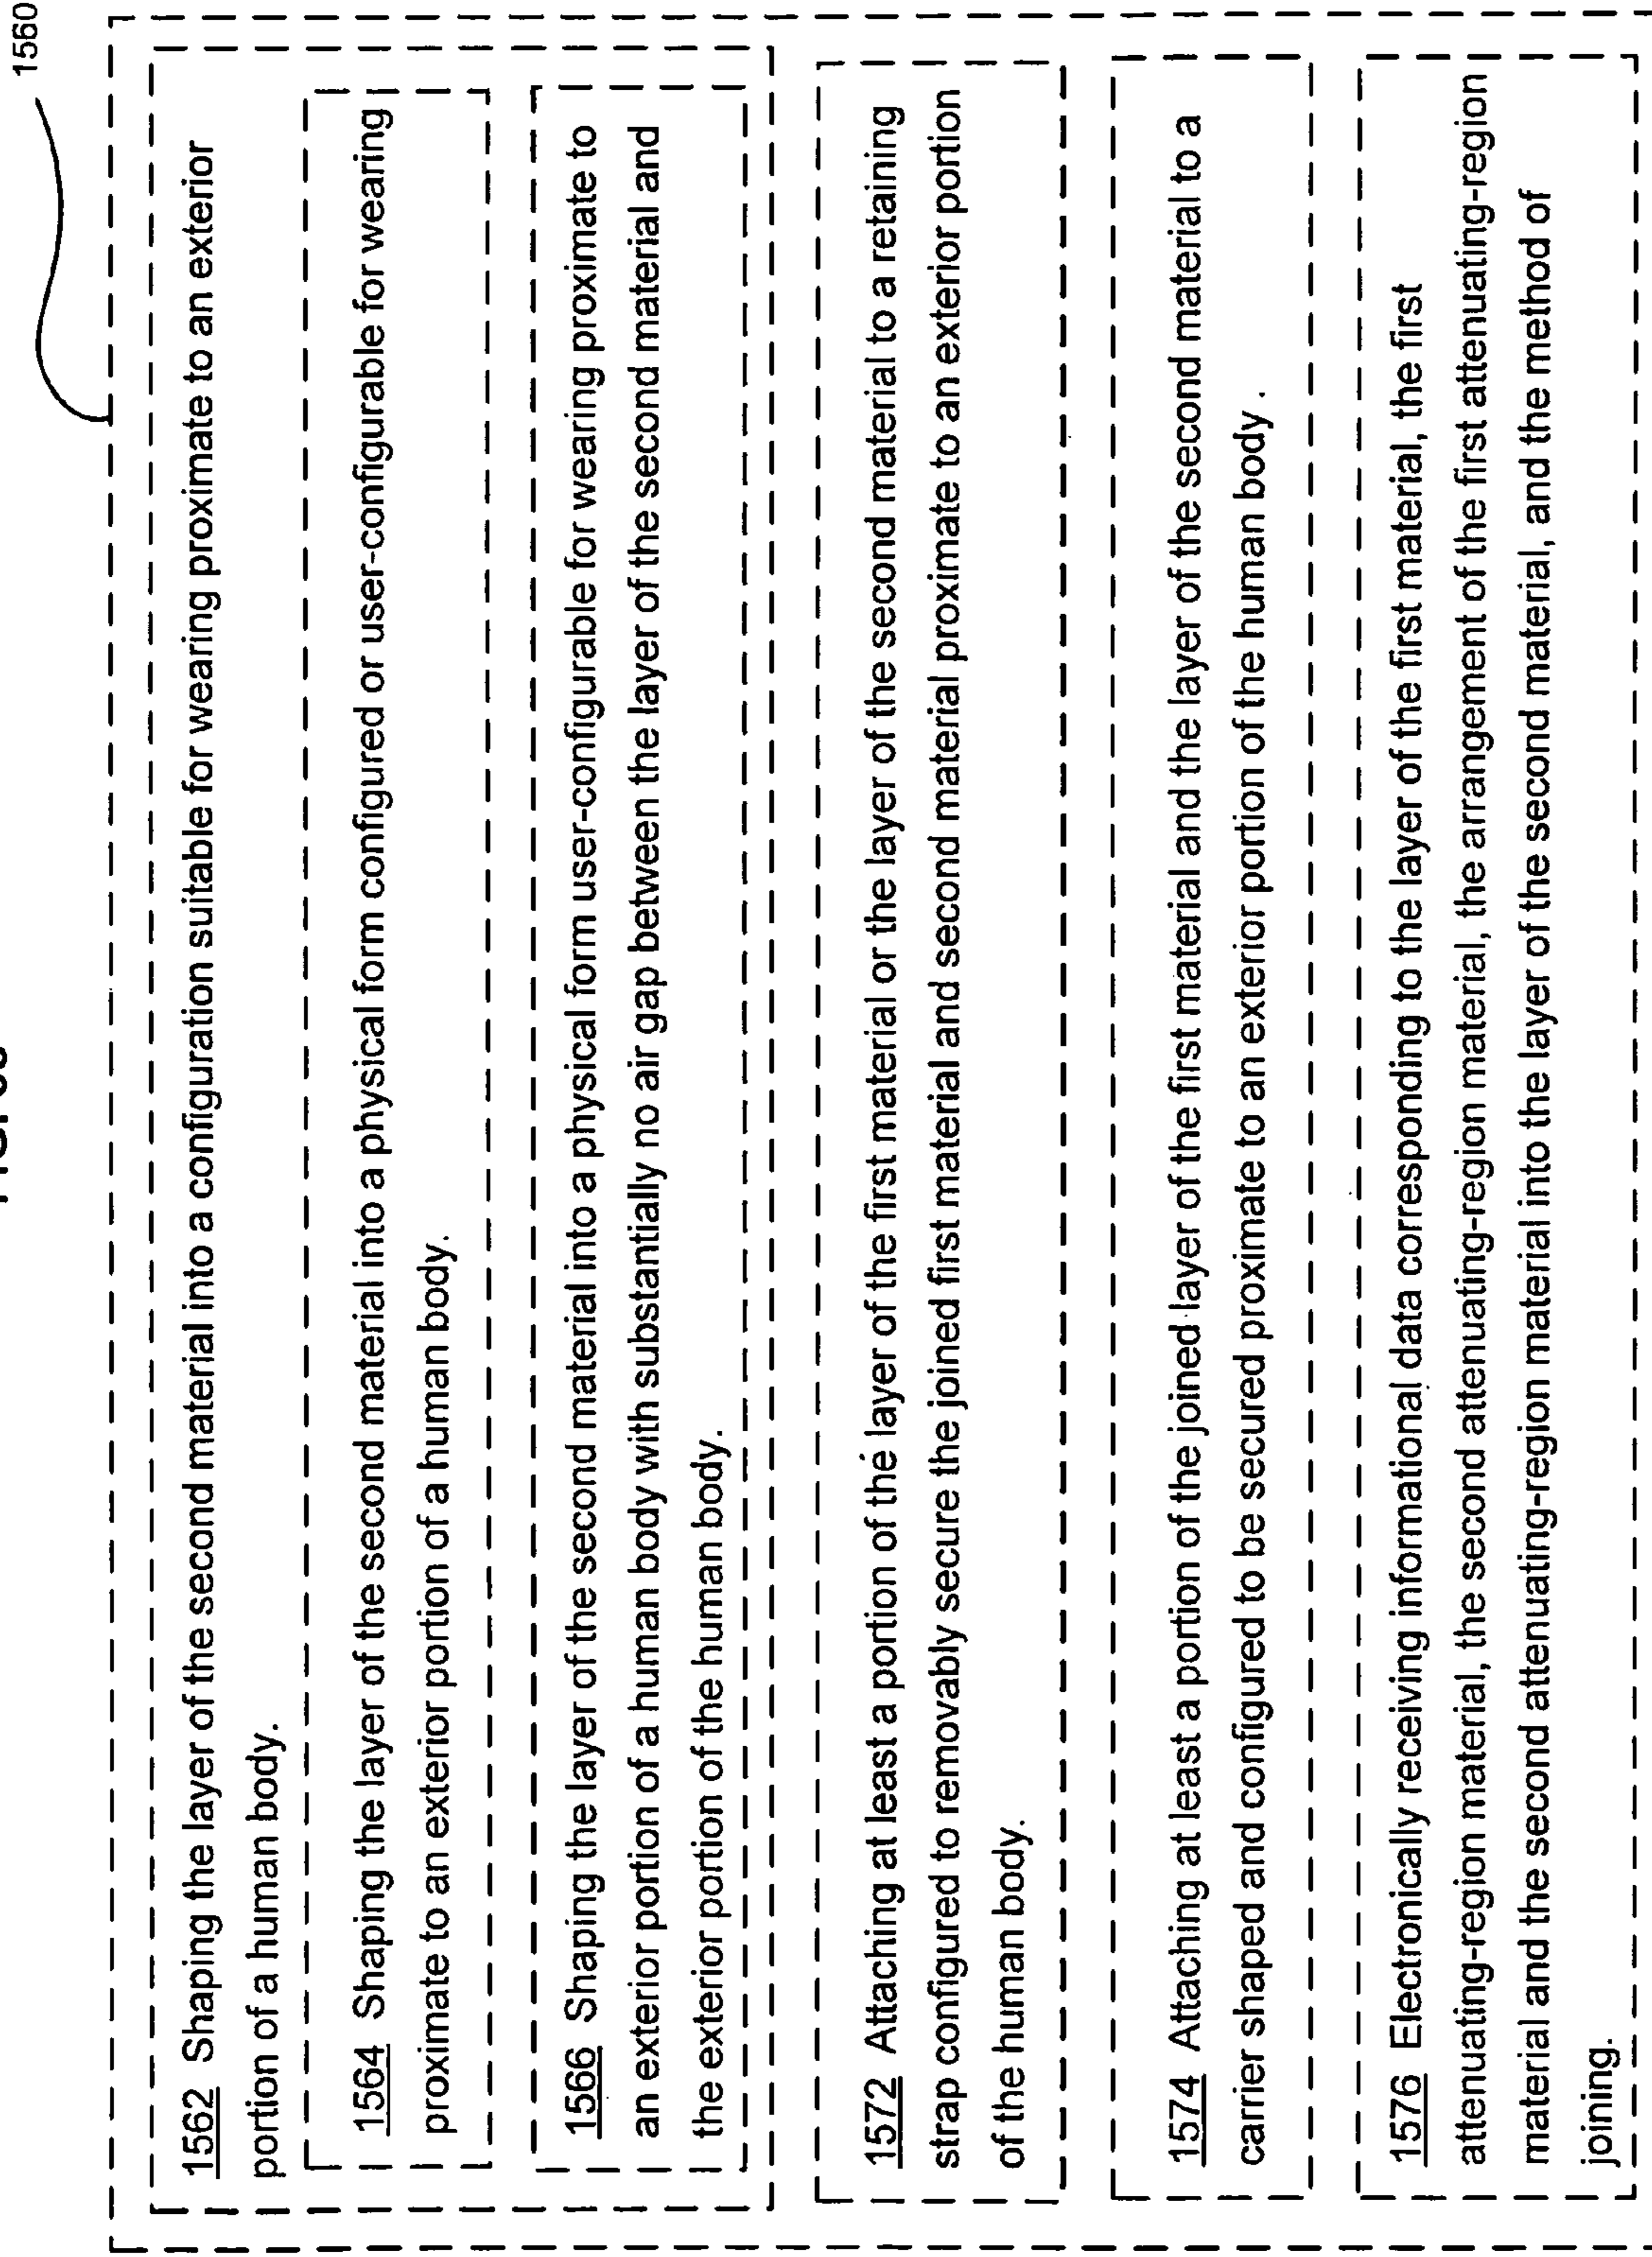 1560
1562 Shaping the layer of the second material into a configuration suitable for wearing proximate to an exterior
portion of a human body.
1564 Shaping the layer of the second material into a physical form configured or user-configurable for wearing
proximate to an exterior portion of a human body.
1566 Shaping the layer of the second material into a physical form user-configurable for wearing proximate to
an exterior portion of a human body with substantially no air gap between the layer of the second material and
the exterior portion of the human body.
1572 Attaching at least a portion of the layer of the first material or the layer of the second material to a retaining
strap configured to removably secure the joined first material and second material proximate to an exterior portion
of the human body.
1574 Attaching at least a portion of the joined layer of the first material and the layer of the second material to a
carrier shaped and configured to be secured proximate to an exterior portion of the human body .
1576 Electronically receiving informational data corresponding to the layer of the first material, the first
attenuating-region material, the second attenuating-region material, the arrangement of the first attenuating-region
material and the second attenuating-region material into the layer of the second material, and the method of
joining.